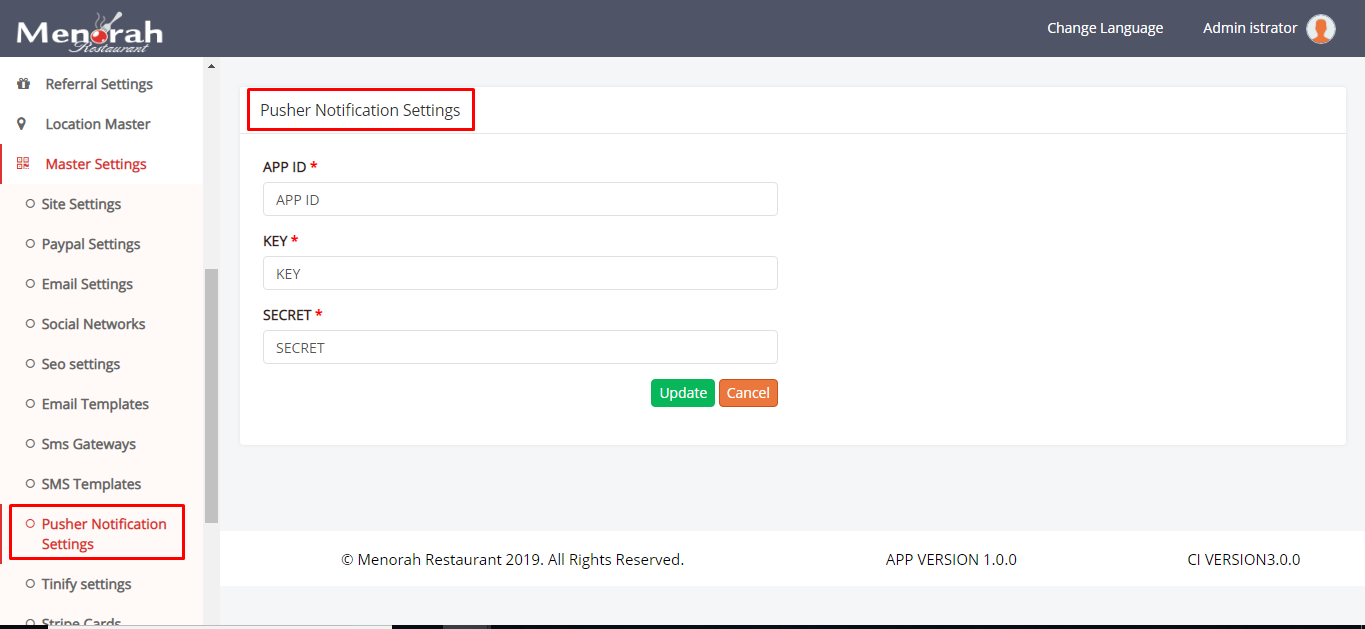 Menorah
Restaurant
Change Language
Admin istrator
Referral Settings
Location Master
Master Settings
Site Settings
Paypal Settings
Email Settings
Social Networks
Seo settings
Email Templates
Sms Gateways
SMS Templates
Pusher Notification
Settings
Tinify settings
Stripe Cards
Pusher Notification Settings
APP ID *
APP ID
KEY *
KEY
SECRET *
SECRET
Update
Cancel
© Menorah Restaurant 2019. All Rights Reserved.
APP VERSION 1.0.0
CI VERSION3.0.0